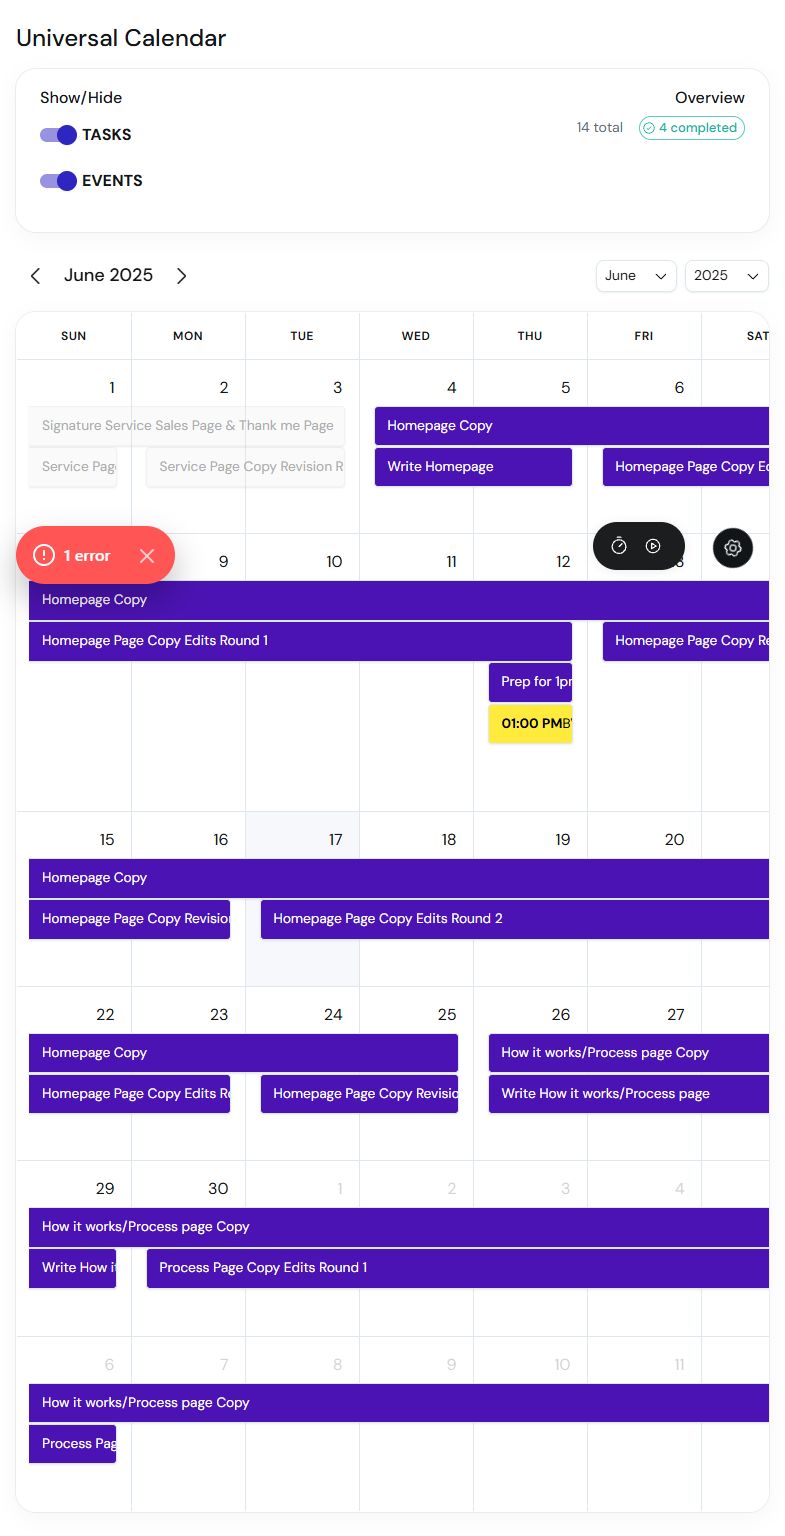 Universal Calendar
Show/Hide
Overview
TASKS
14 total
4 completed
EVENTS
June 2025
June
2025
SUN MON TUE WED THU FRI SAT
1 2 3 4 5 6
Signature Service Sales Page & Thank me Page
Homepage Copy
Service Pag
Service Page Copy Revision R
Write Homepage
Homepage Page Copy Ed
1 error
9 10 11 12
Homepage Copy
Homepage Page Copy Edits Round 1
Homepage Page Copy Re
Prep for 1pm
01:00 PM
15 16 17 18 19 20
Homepage Copy
Homepage Page Copy Revision
Homepage Page Copy Edits Round 2
22 23 24 25 26 27
Homepage Copy
How it works/Process page Copy
Homepage Page Copy Edits Ro
Homepage Page Copy Revisio
Write How it works/Process page
29 30 1 2 3 4
How it works/Process page Copy
Write How it
Process Page Copy Edits Round 1
6 7 8 9 10 11
How it works/Process page Copy
Process Pag